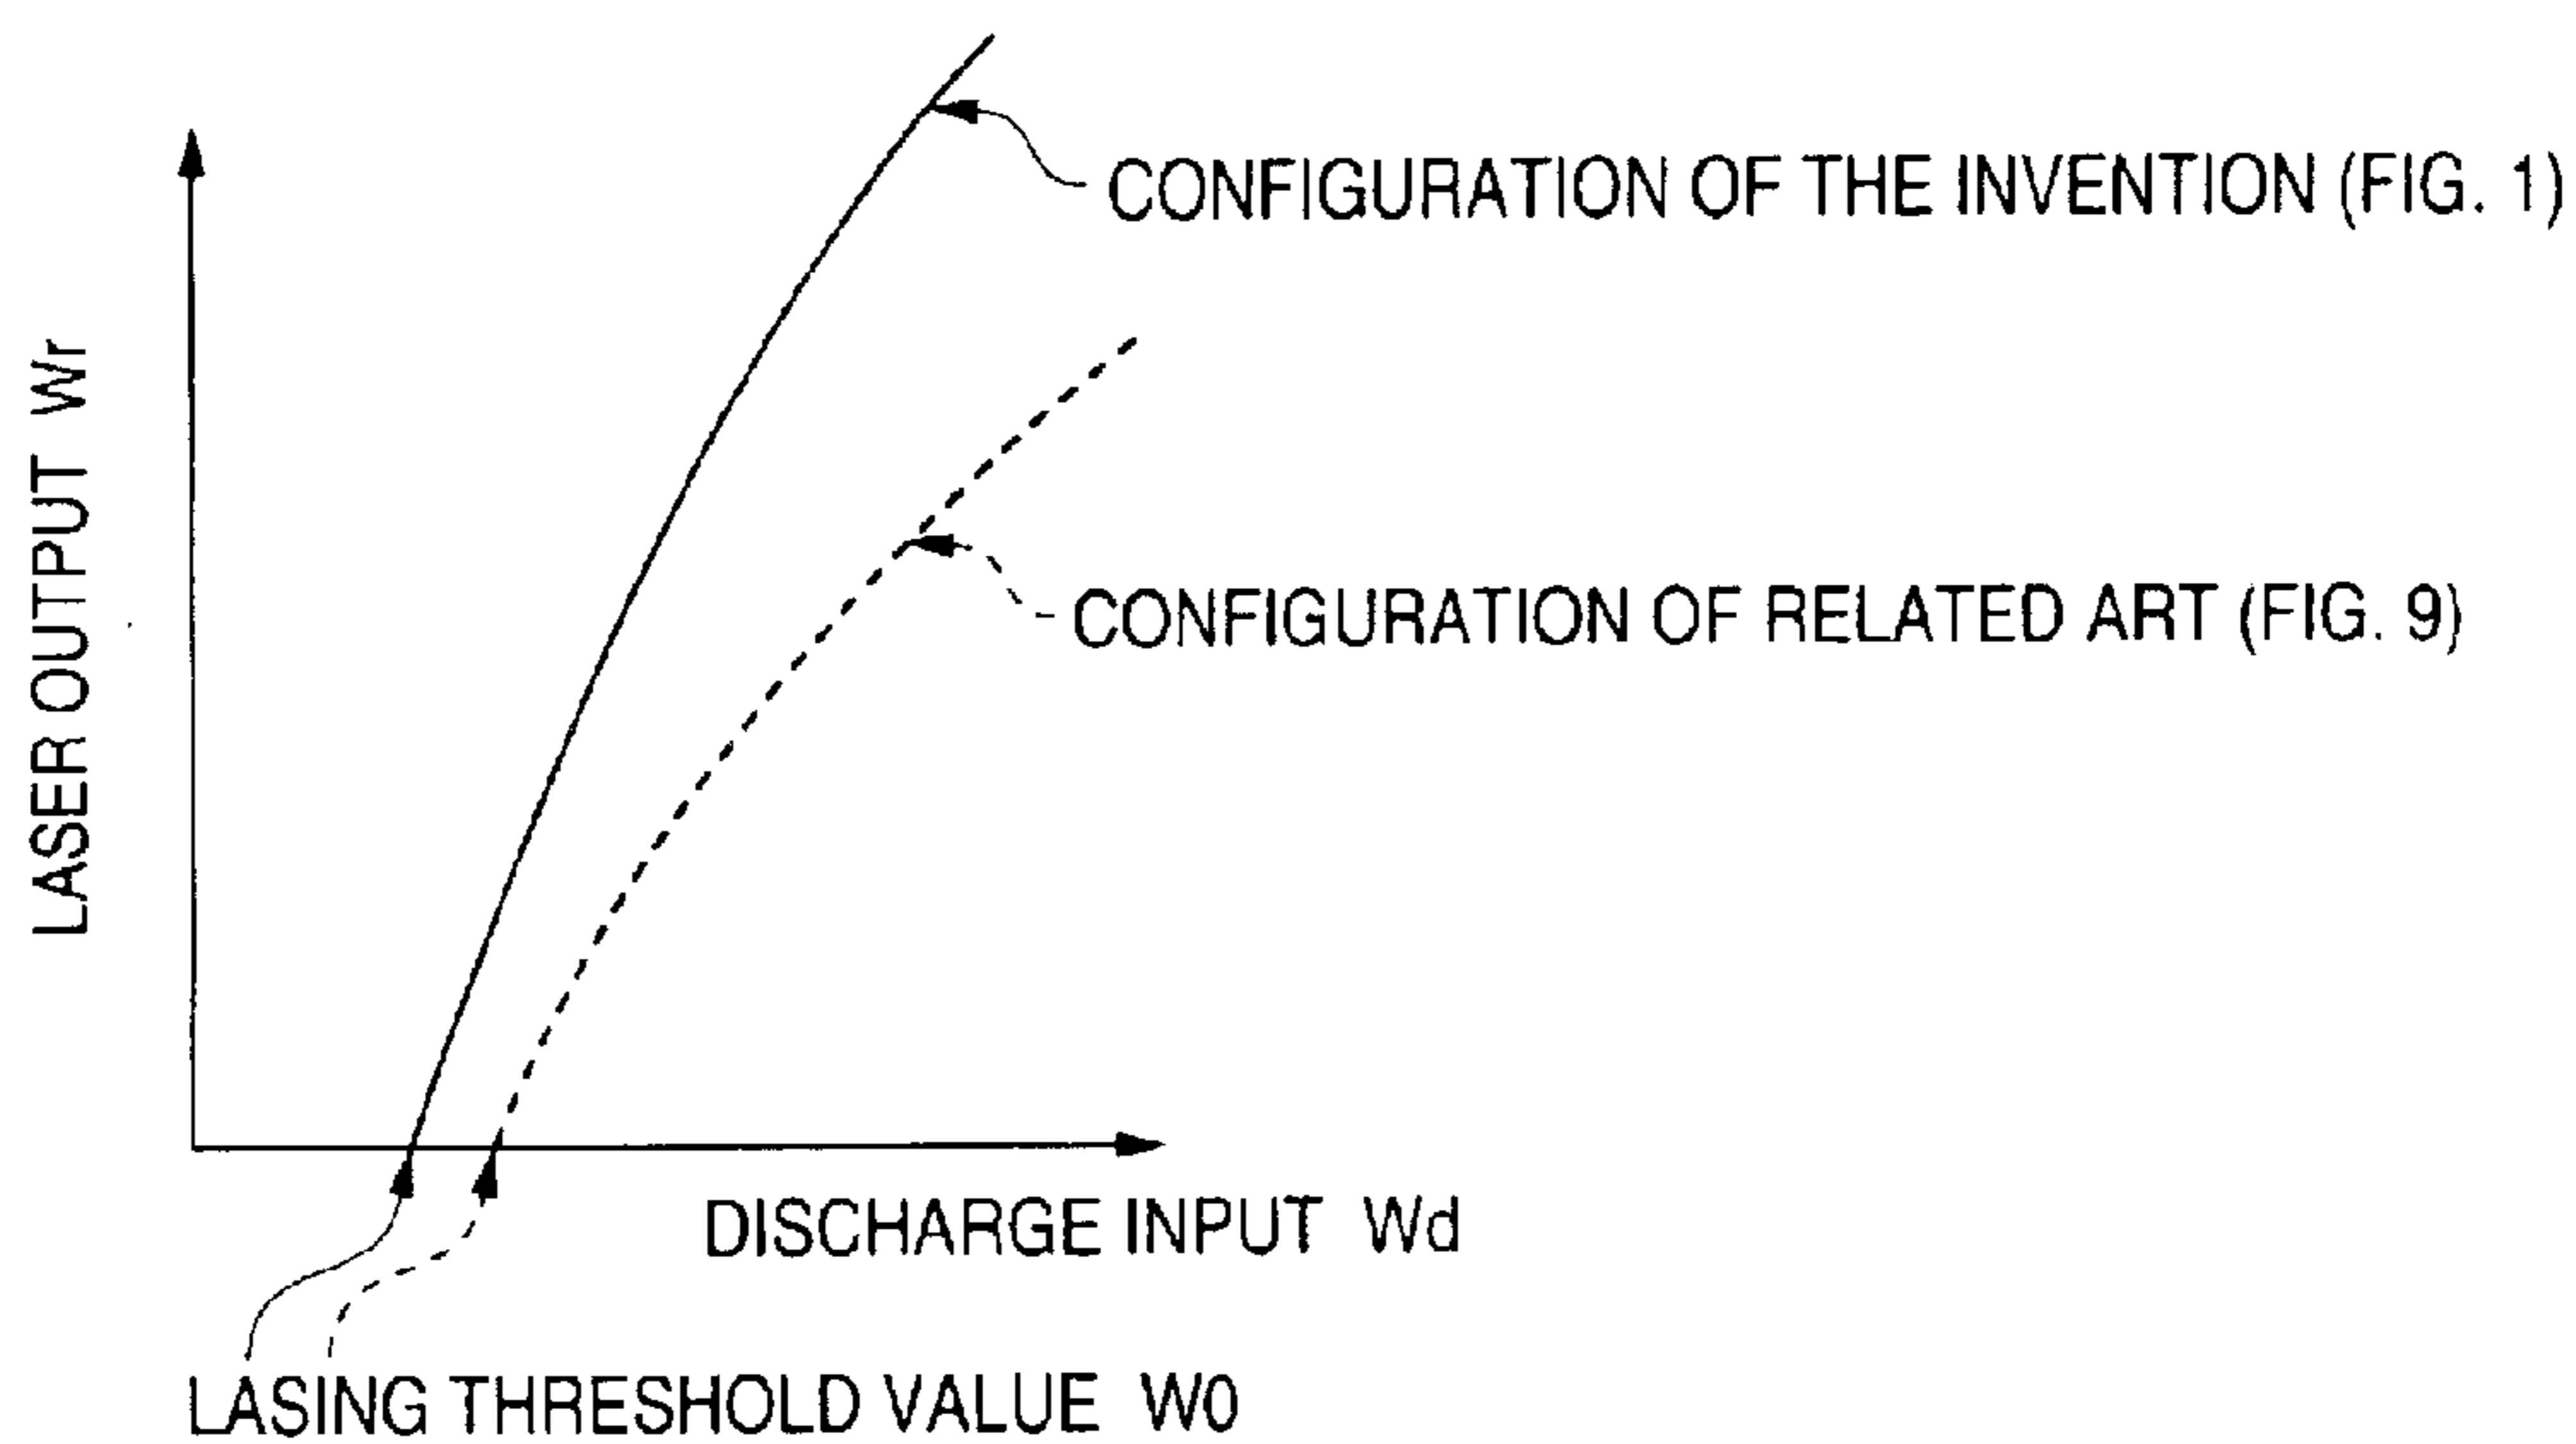 CONFIGURATION OF THE INVENTION (FIG. 1)
LASER OUTPUT Wr
CONFIGURATION OF RELATED ART (FIG. 9)
DISCHARGE INPUT Wd
LASING THRESHOLD VALUE W0